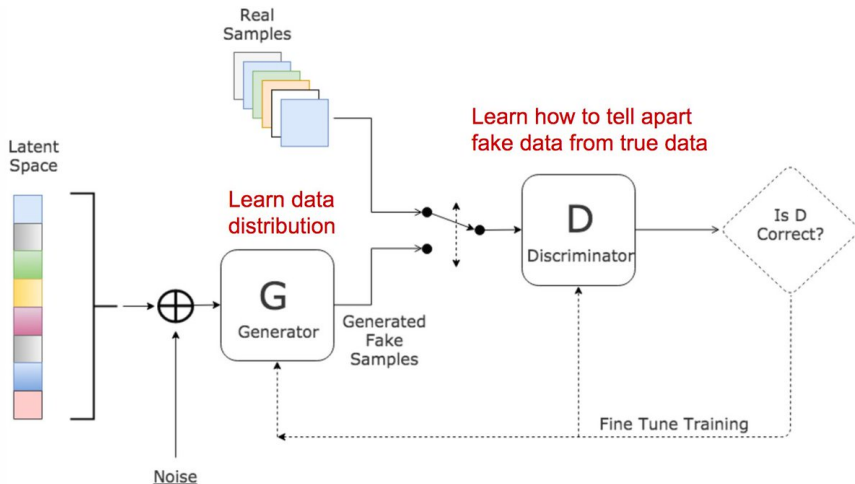 Real
Samples
Latent
Space
Learn data
distribution
Learn how to tell apart
fake data from true data
G
Generator
Generated
Fake
Samples
D
Discriminator
Is D
Correct?
Fine Tune Training
Noise